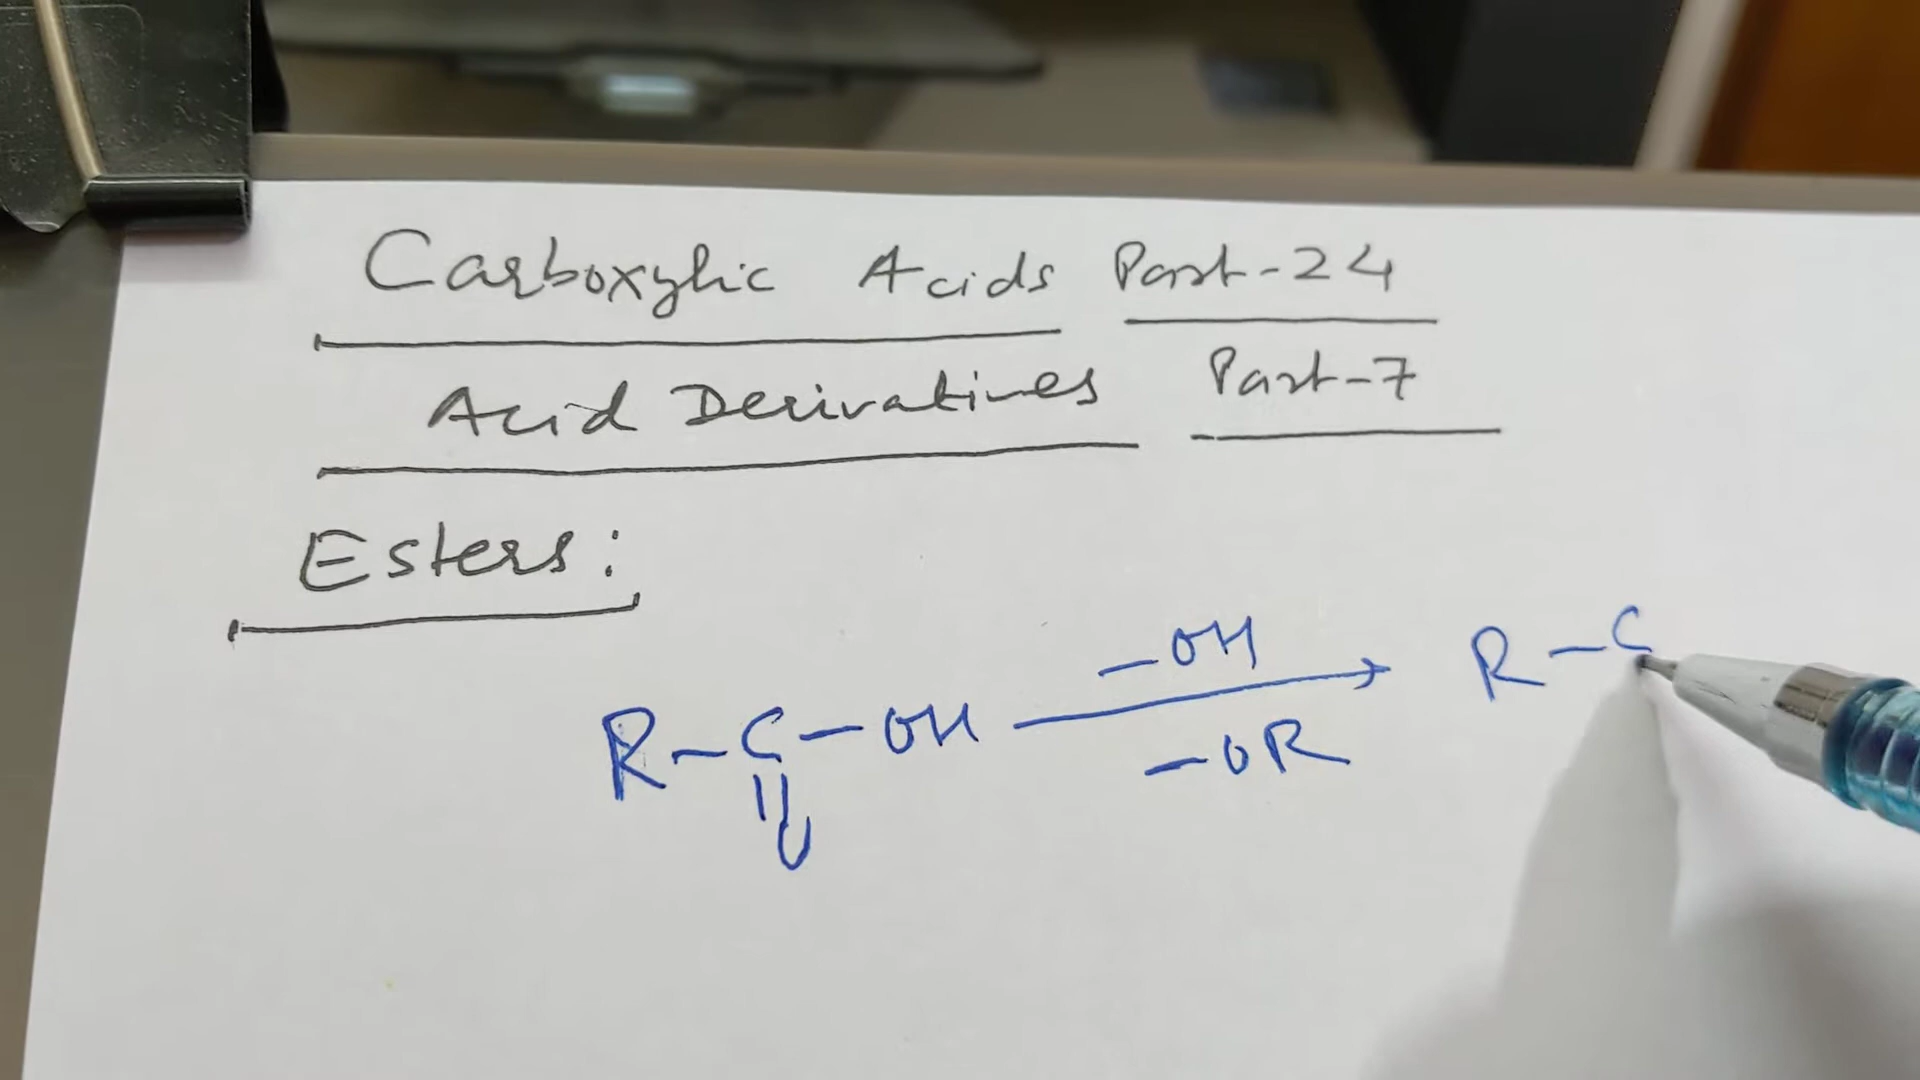 Carboxylic Acids Part-24
Acid Derivatives Part-7
Esters:
-OH
R-C-OH → R-C
-OR
||
O